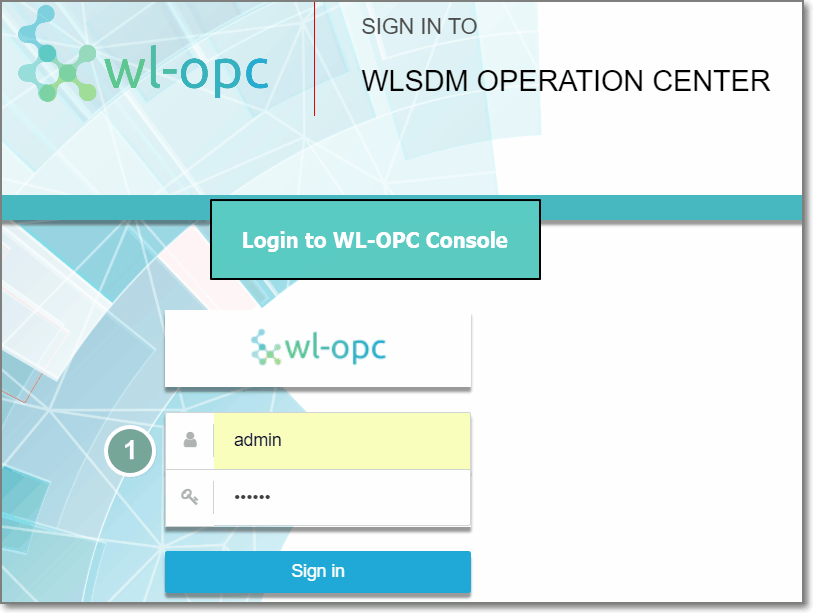 wl-opc
SIGN IN TO
WLSDM OPERATION CENTER
Login to WL-OPC Console
wl-opc
1
admin
••••••
Sign in